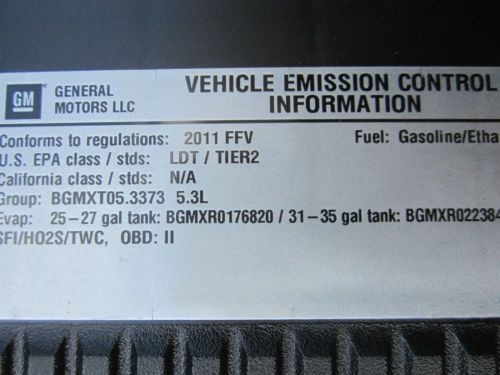 GM GENERAL MOTORS LLC
VEHICLE EMISSION CONTROL
INFORMATION
Conforms to regulations: 2011 FFV Fuel: Gasoline/Etha
U.S. EPA class / stds: LDT / TIER2
California class / stds: N/A
Group: BGMXT05.3373 5.3L
Evap: 25-27 gal tank: BGMXR0176820 / 31-35 gal tank: BGMXR022384
SFI/HO2S/TWC, OBD: II